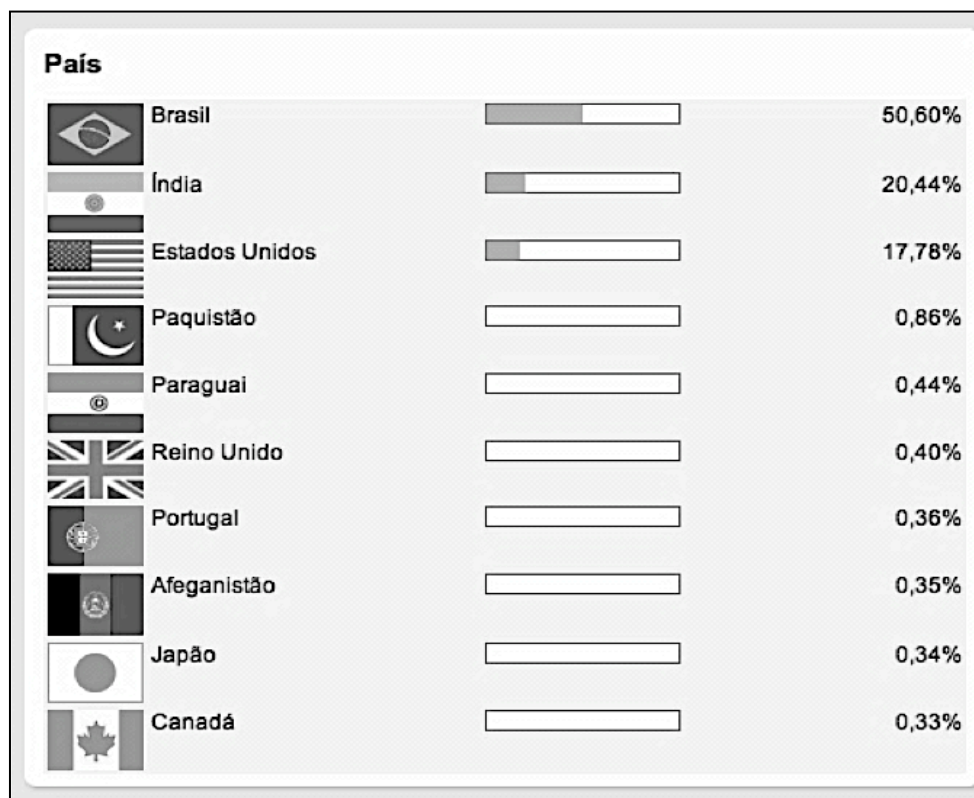 País
Brasil 50,60%
Índia 20,44%
Estados Unidos 17,78%
Paquistão 0,86%
Paraguai 0,44%
Reino Unido 0,40%
Portugal 0,36%
Afeganistão 0,35%
Japão 0,34%
Canadá 0,33%